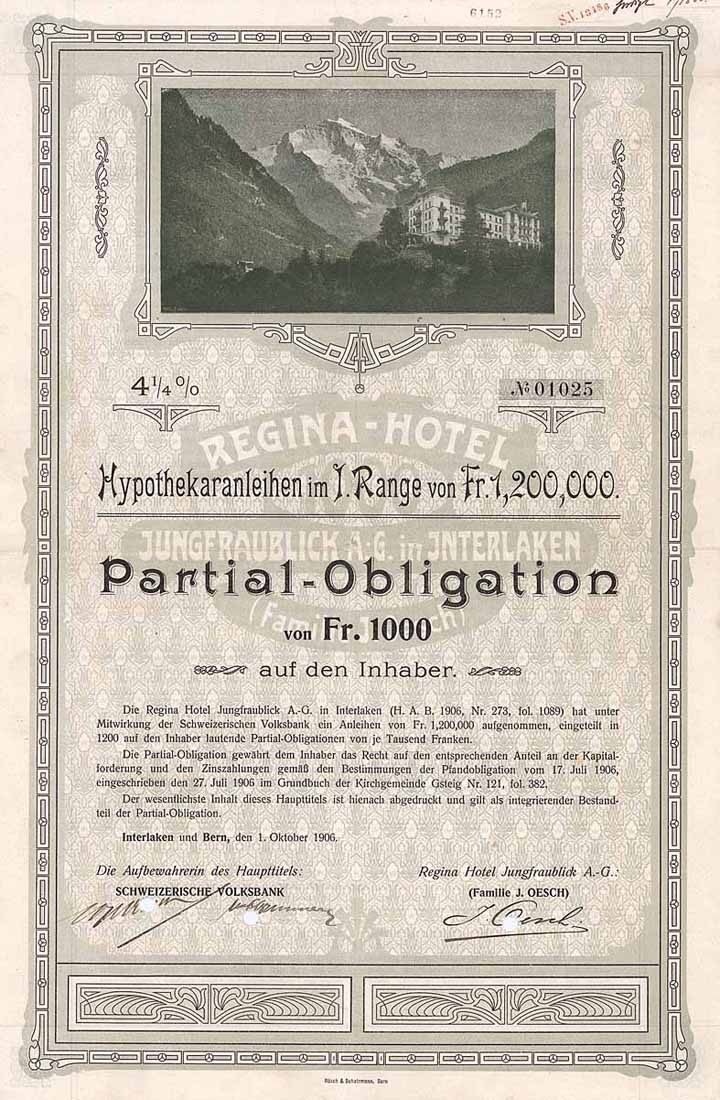 6152
S.V. 12186
4¼%
No 01025
REGINA-HOTEL
Hypothekaranleihen im I. Range von Fr. 1,200,000.
JUNGFRAUBLICK A.-G. in INTERLAKEN
Partial-Obligation
von Fr. 1000
auf den Inhaber.
Die Regina Hotel Jungfraublick A.-G. in Interlaken (H. A. B. 1906, Nr. 273, fol. 1089) hat unter
Mitwirkung der Schweizerischen Volksbank ein Anleihen von Fr. 1,200,000 aufgenommen, eingeteilt in
1200 auf den Inhaber lautende Partial-Obligationen von je Tausend Franken.
Die Partial-Obligation gewährt dem Inhaber das Recht auf den entsprechenden Anteil an der Kapital-
forderung und den Zinszahlungen gemäß den Bestimmungen der Pfandobligation vom 17. Juli 1906,
eingeschrieben den 27. Juli 1906 im Grundbuch der Kirchgemeinde Gsteig Nr. 121, fol. 382.
Der wesentlichste Inhalt dieses Haupttitels ist hienach abgedruckt und gilt als integrierender Bestand-
teil der Partial-Obligation.
Interlaken und Bern, den 1. Oktober 1906.
Die Aufbewahrerin des Haupttitels:
SCHWEIZERISCHE VOLKSBANK
Regina Hotel Jungfraublick A.-G.:
(Familie J. OESCH)
J. Oesch.
Rösch & Schatzmann, Bern